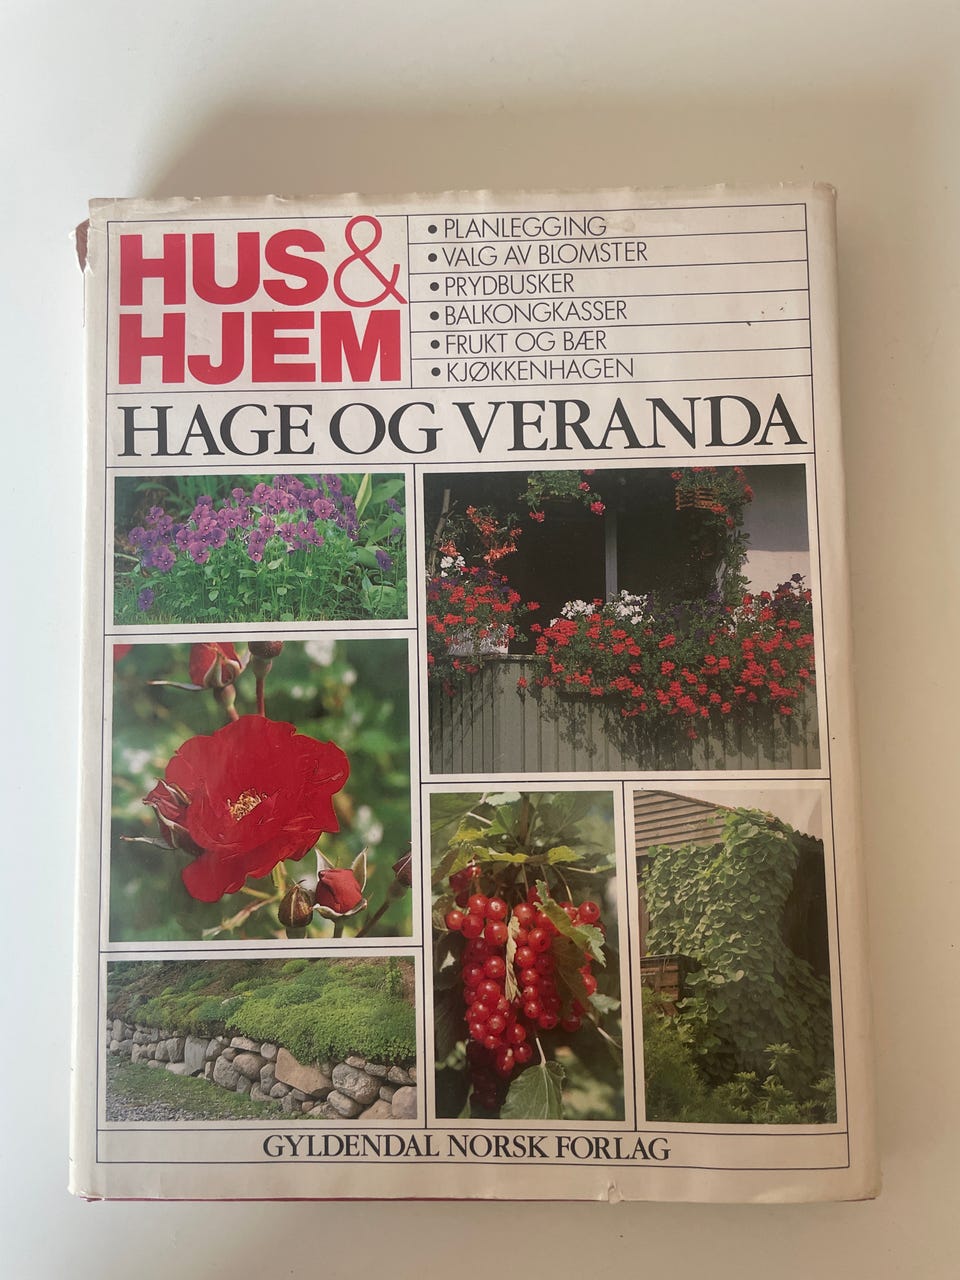 HUS&
HJEM
• PLANLEGGING
• VALG AV BLOMSTER
• PRYDBUSKER
• BALKONGKASSER
• FRUKT OG BÆR
• KJØKKENHAGEN
HAGE OG VERANDA
GYLDENDAL NORSK FORLAG